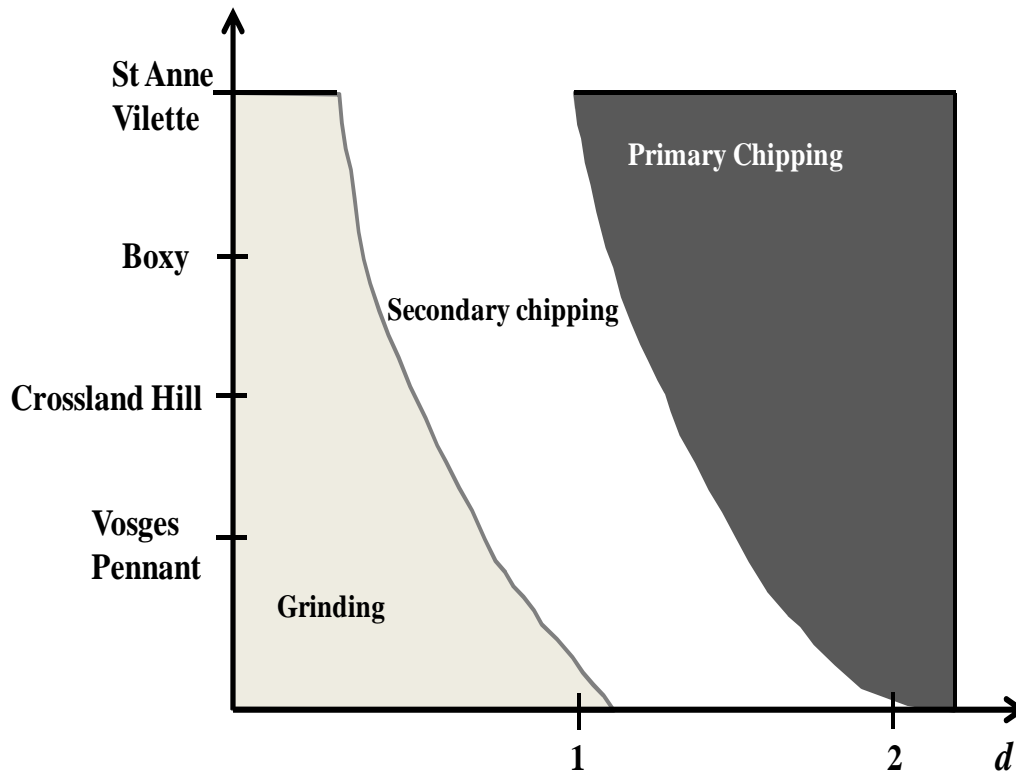 St Anne
Vilette
Primary Chipping
Boxy
Secondary chipping
Crossland Hill
Vosges
Pennant
Grinding
1
2
d